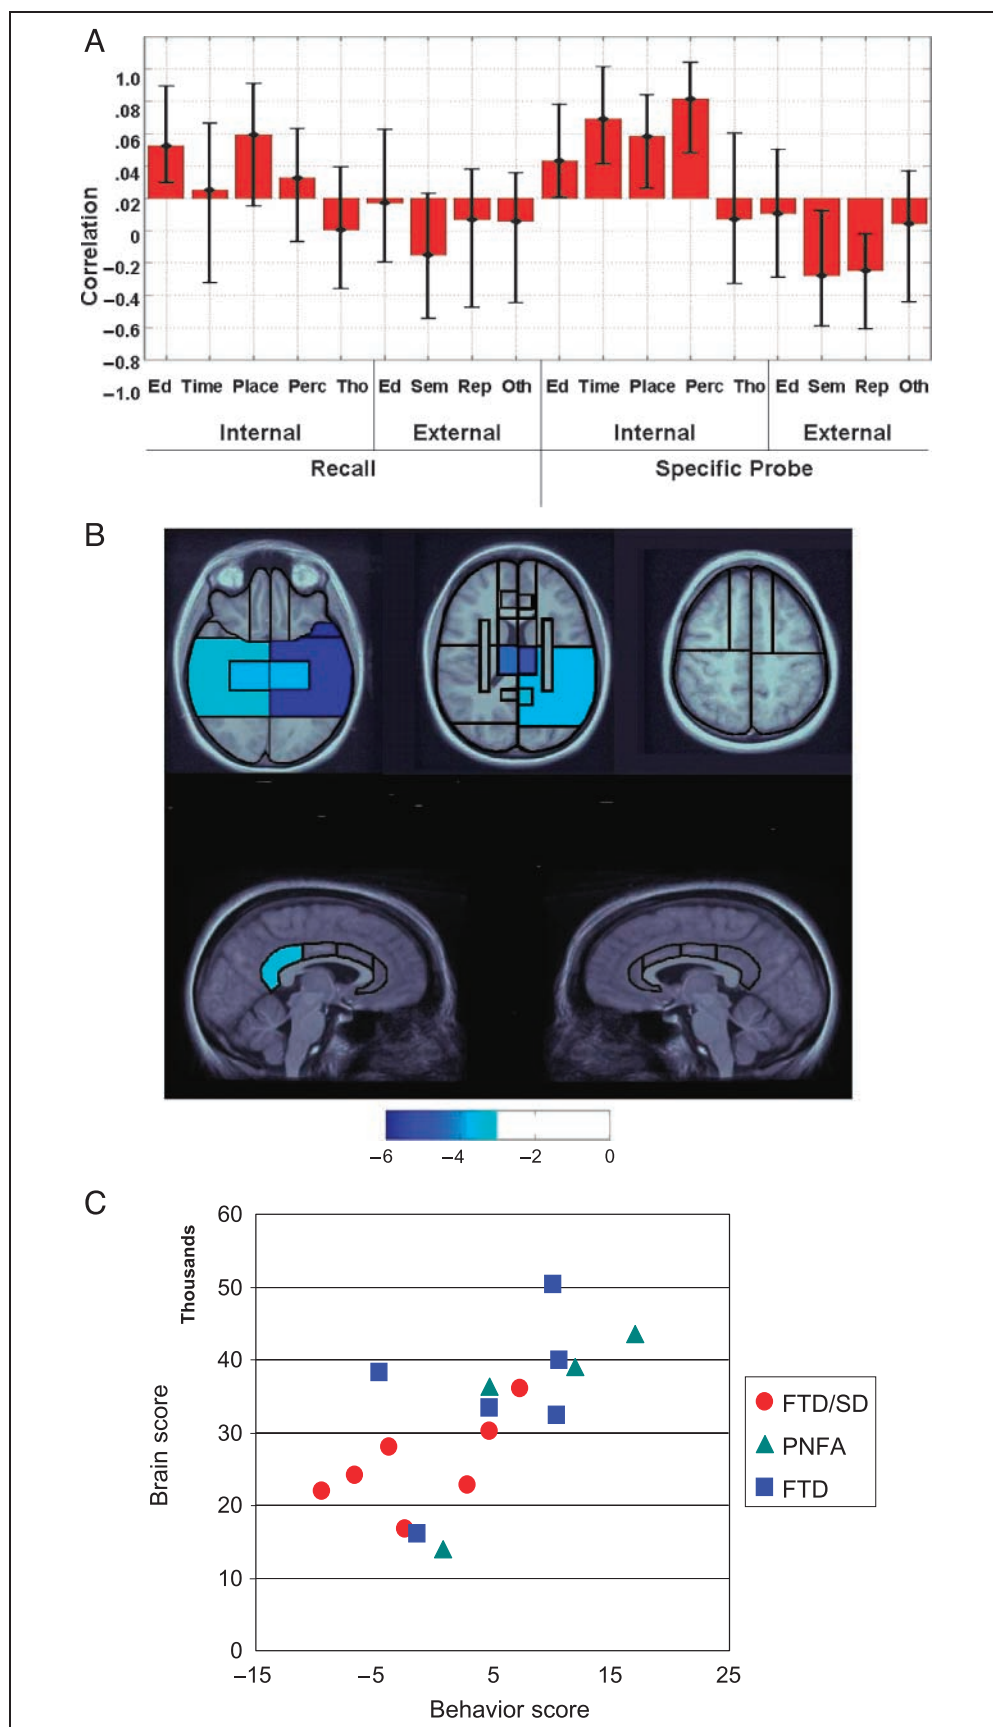 A
Correlation
1.0
.08
.06
.04
.02
0
–0.2
–0.4
–0.6
–0.8
–1.0
Ed Time Place Perc Tho Ed Sem Rep Oth Ed Time Place Perc Tho Ed Sem Rep Oth
Internal External Internal External
Recall Specific Probe
B
–6 –4 –2 0
C
Thousands
Brain score
60
50
40
30
20
10
0
–15 –5 5 15 25
Behavior score
FTD/SD
PNFA
FTD